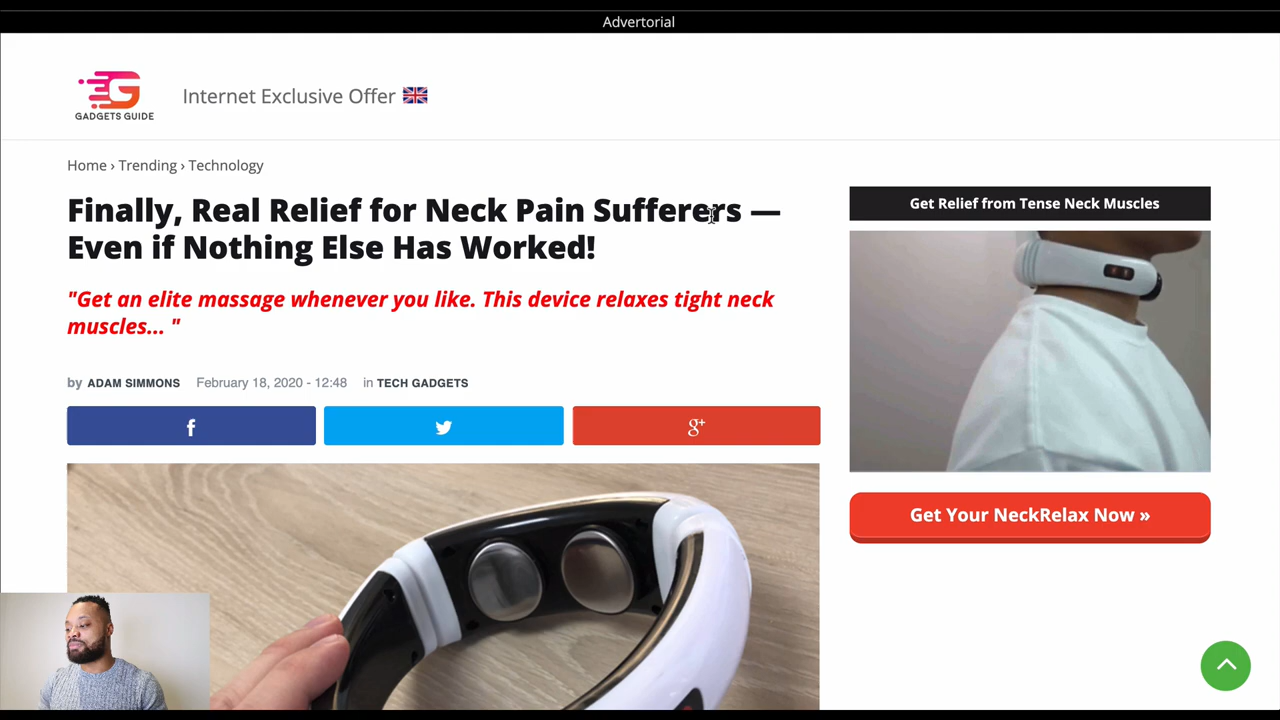 Advertorial
GADGETS GUIDE
Internet Exclusive Offer
Home › Trending › Technology
Finally, Real Relief for Neck Pain Sufferers —
Even if Nothing Else Has Worked!
"Get an elite massage whenever you like. This device relaxes tight neck
muscles... "
by ADAM SIMMONS February 18, 2020 - 12:48 in TECH GADGETS
f
g+
Get Relief from Tense Neck Muscles
Get Your NeckRelax Now »